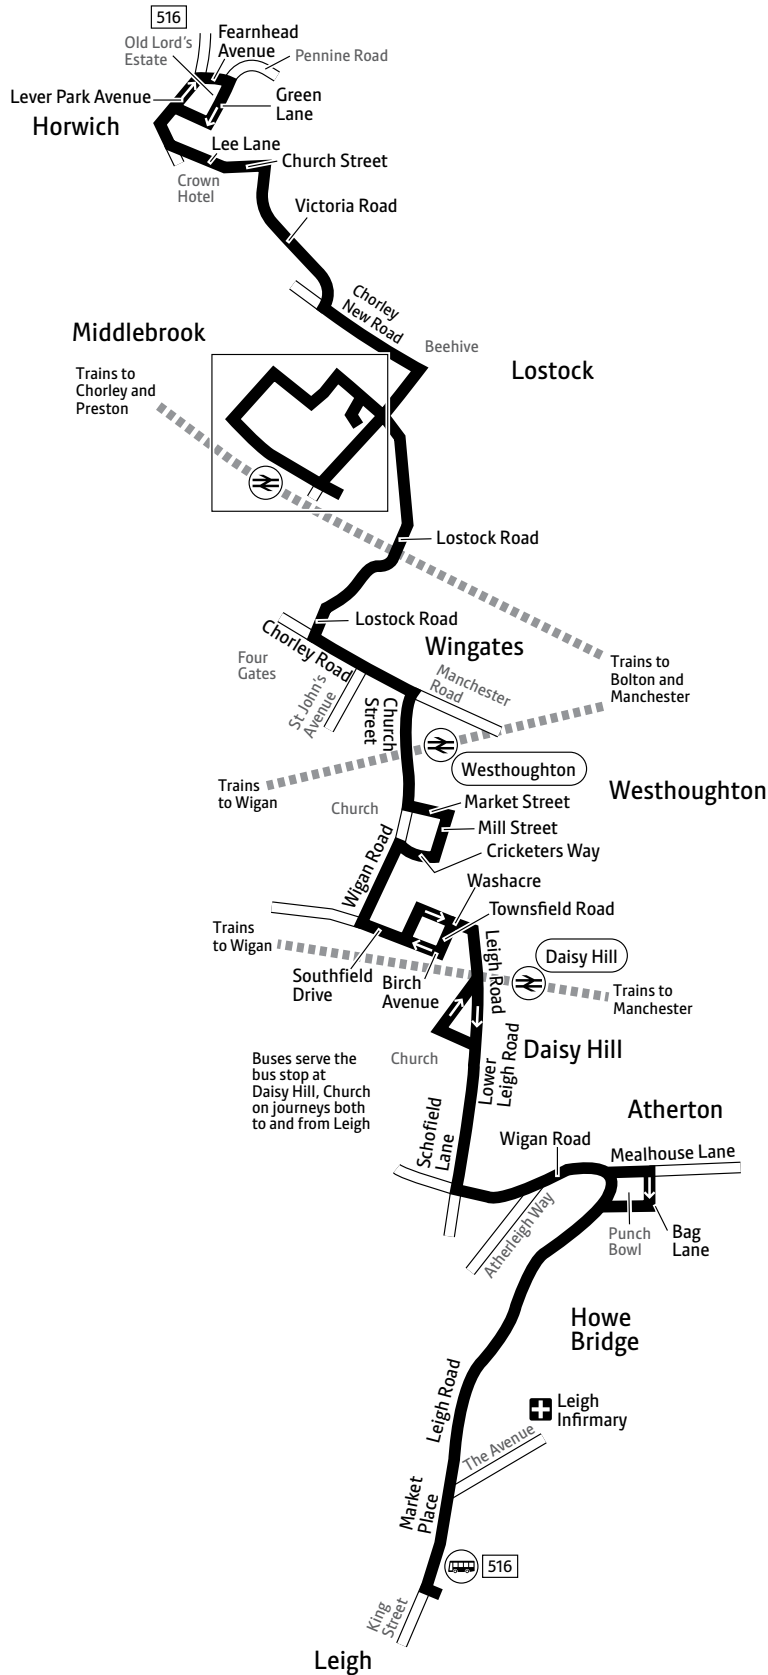 516
Old Lord's
Estate
Fearnhead
Avenue
Pennine Road
Lever Park Avenue
Green
Lane
Horwich
Lee Lane
Church Street
Crown
Hotel
Victoria Road
Chorley
New Road
Middlebrook
Beehive
Lostock
Trains to
Chorley and
Preston
Lostock Road
Lostock Road
Chorley Road
Wingates
Four
Gates
St John's
Avenue
Manchester
Road
Trains to
Bolton and
Manchester
Church
Street
Westhoughton
Trains
to Wigan
Westhoughton
Church
Market Street
Mill Street
Cricketers Way
Wigan Road
Washacre
Townsfield Road
Trains
to Wigan
Southfield
Drive
Birch
Avenue
Leigh Road
Daisy Hill
Trains to
Manchester
Buses serve the
bus stop at
Daisy Hill, Church
on journeys both
to and from Leigh
Church
Lower
Leigh Road
Daisy Hill
Schofield
Lane
Atherton
Wigan Road
Mealhouse Lane
Atherleigh Way
Punch
Bowl
Bag
Lane
Howe
Bridge
Leigh Road
Leigh
Infirmary
The Avenue
Market
Place
516
King
Street
Leigh